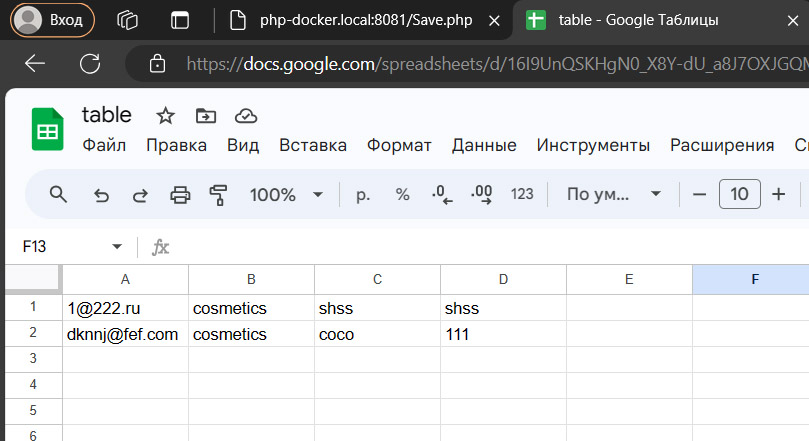 Вход
php-docker.local:8081/Save.php
table - Google Таблицы
https://docs.google.com/spreadsheets/d/16I9UnQSKHgN0_X8Y-dU_a8J7OXJGQM
table
Файл Правка Вид Вставка Формат Данные Инструменты Расширения С
100% р. % .0 .00 123 По ум... 10
F13 fx
A B C D E F
1 1@222.ru cosmetics shss shss
2 dknnj@fef.com cosmetics coco 111
3
4
5
6